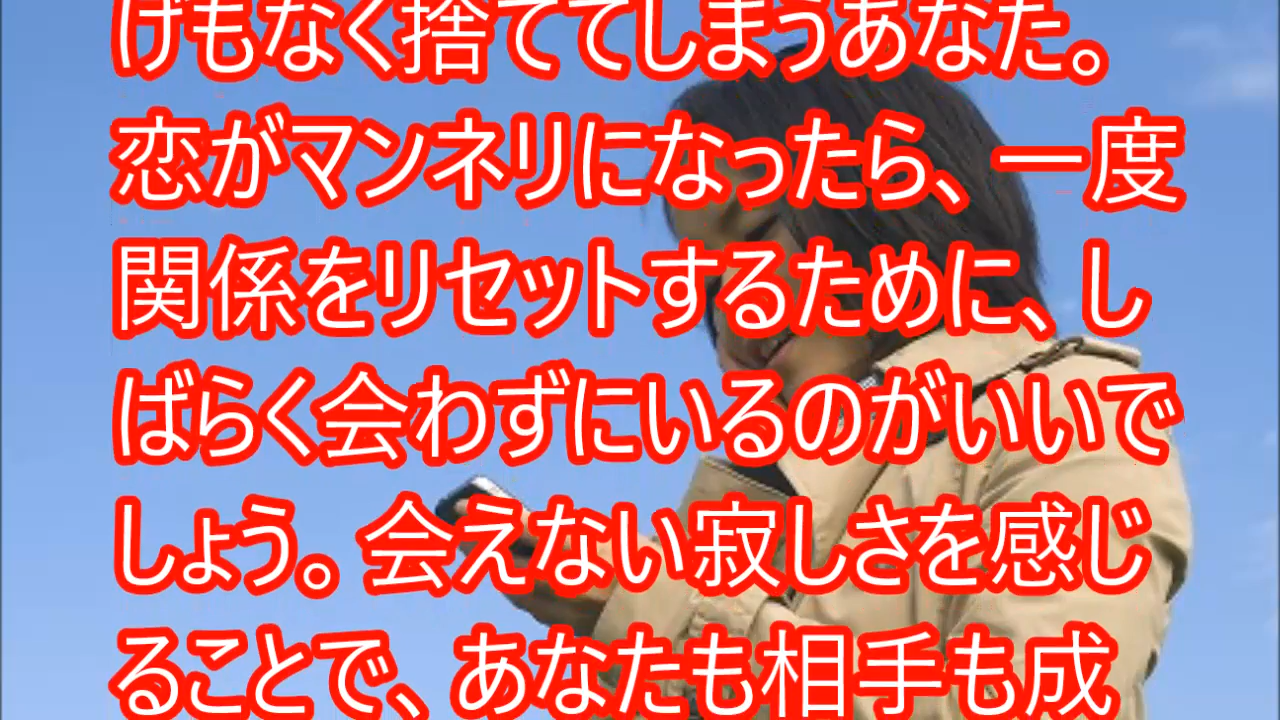 げもなく捨ててしまうあなた。
恋がマンネリになったら、一度
関係をリセットするために、し
ばらく会わずにいるのがいいで
しょう。会えない寂しさを感じ
ることで、あなたも相手も成